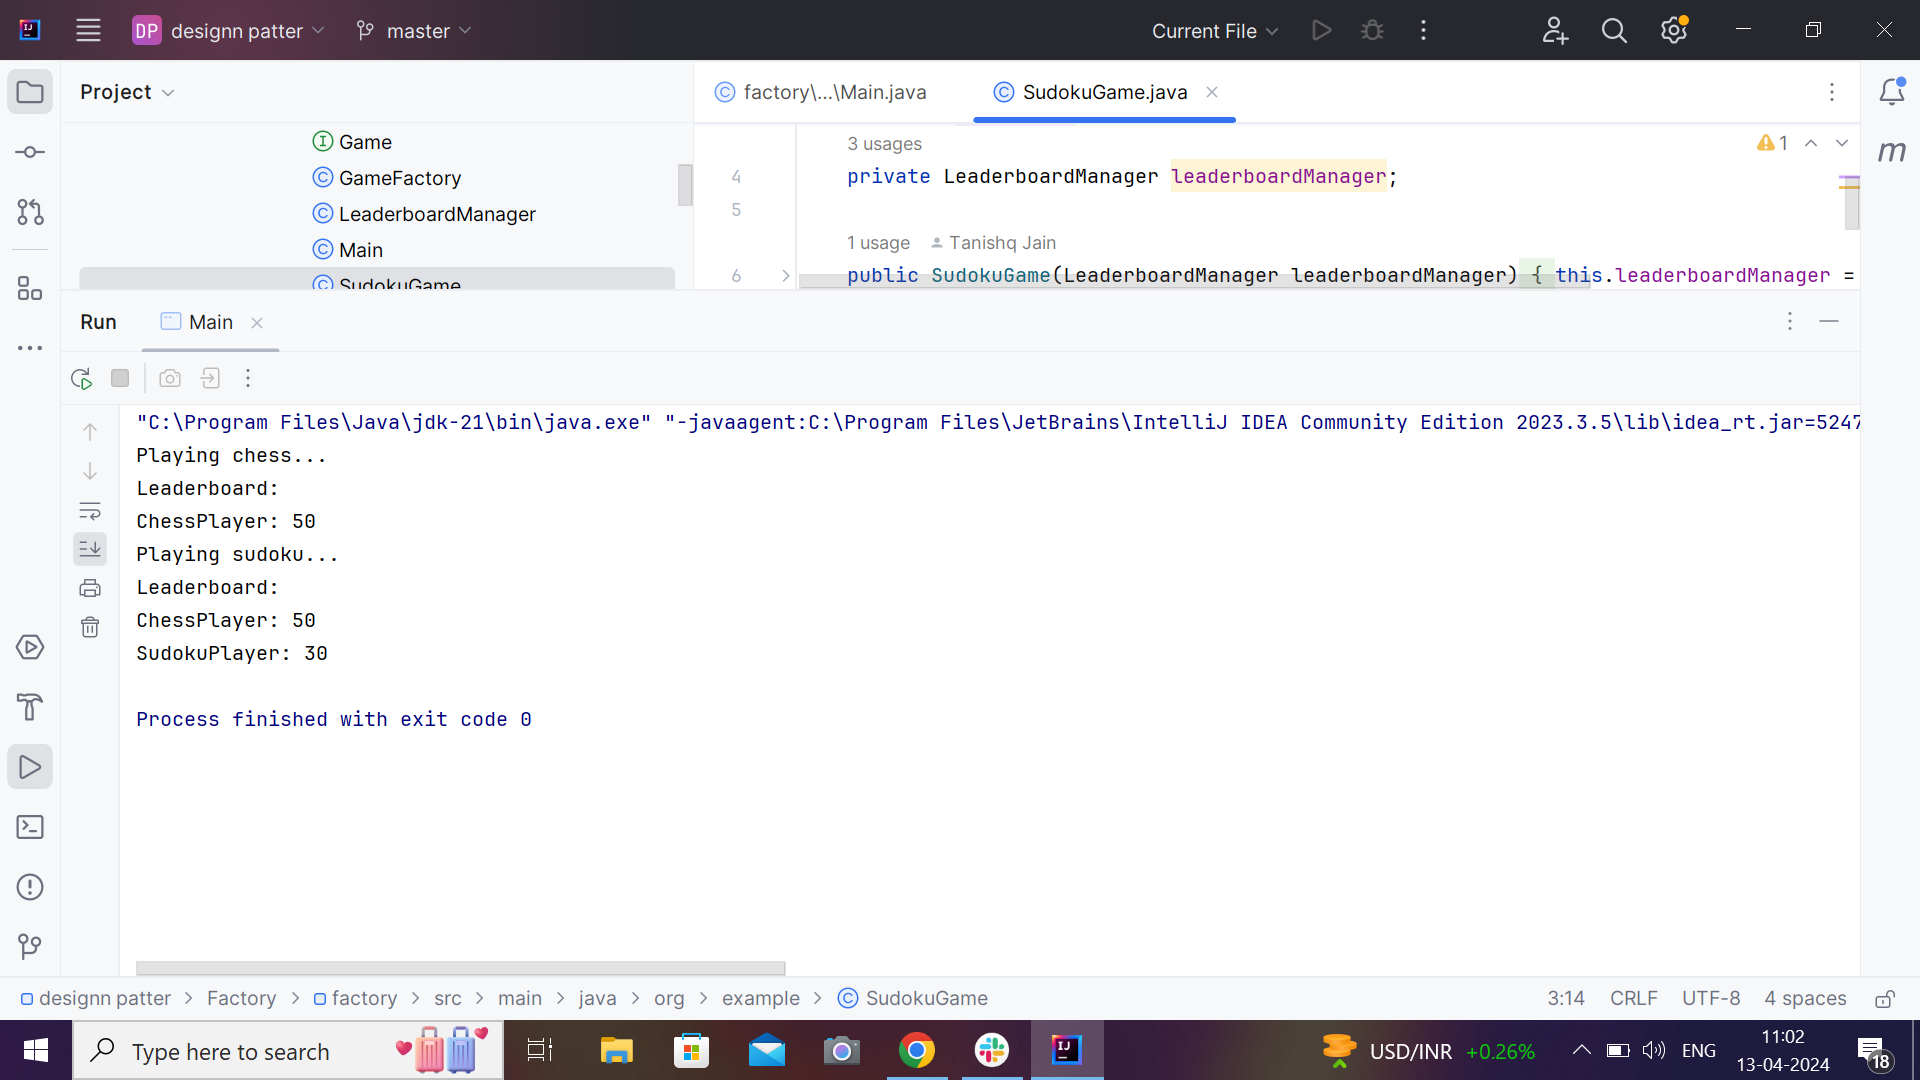 DP designn patter master Current File
Project
factory\...\Main.java SudokuGame.java
Game
GameFactory
LeaderboardManager
Main
SudokuGame
3 usages
1
4 private LeaderboardManager leaderboardManager;
5
1 usage Tanishq Jain
6 public SudokuGame(LeaderboardManager leaderboardManager) { this.leaderboardManager =
m
Run Main
"C:\Program Files\Java\jdk-21\bin\java.exe" "-javaagent:C:\Program Files\JetBrains\IntelliJ IDEA Community Edition 2023.3.5\lib\idea_rt.jar=5247
Playing chess...
Leaderboard:
ChessPlayer: 50
Playing sudoku...
Leaderboard:
ChessPlayer: 50
SudokuPlayer: 30
Process finished with exit code 0
designn patter > Factory > factory > src > main > java > org > example > SudokuGame 3:14 CRLF UTF-8 4 spaces
Type here to search
USD/INR +0.26%
ENG
11:02
13-04-2024
18